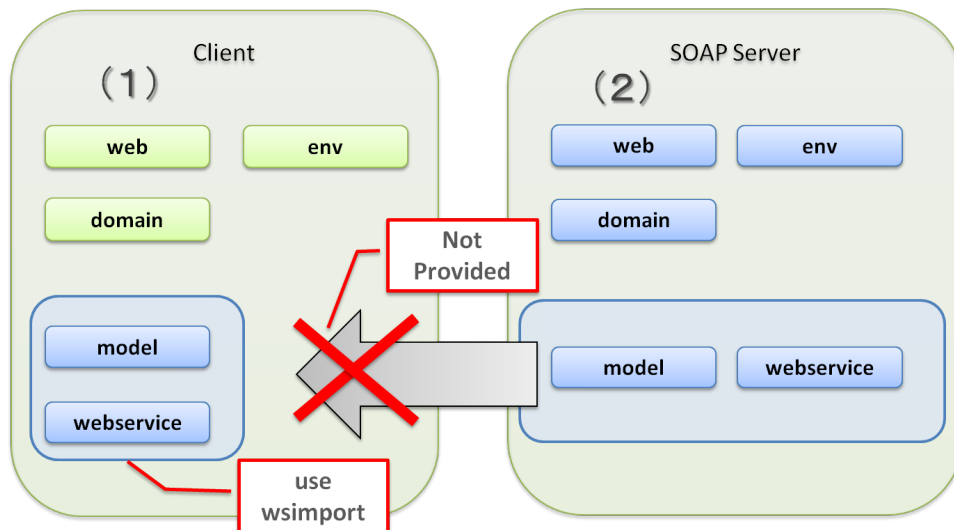 Client
（1）
web
env
domain
model
webservice
use
wsimport
Not
Provided
SOAP Server
（2）
web
env
domain
model
webservice